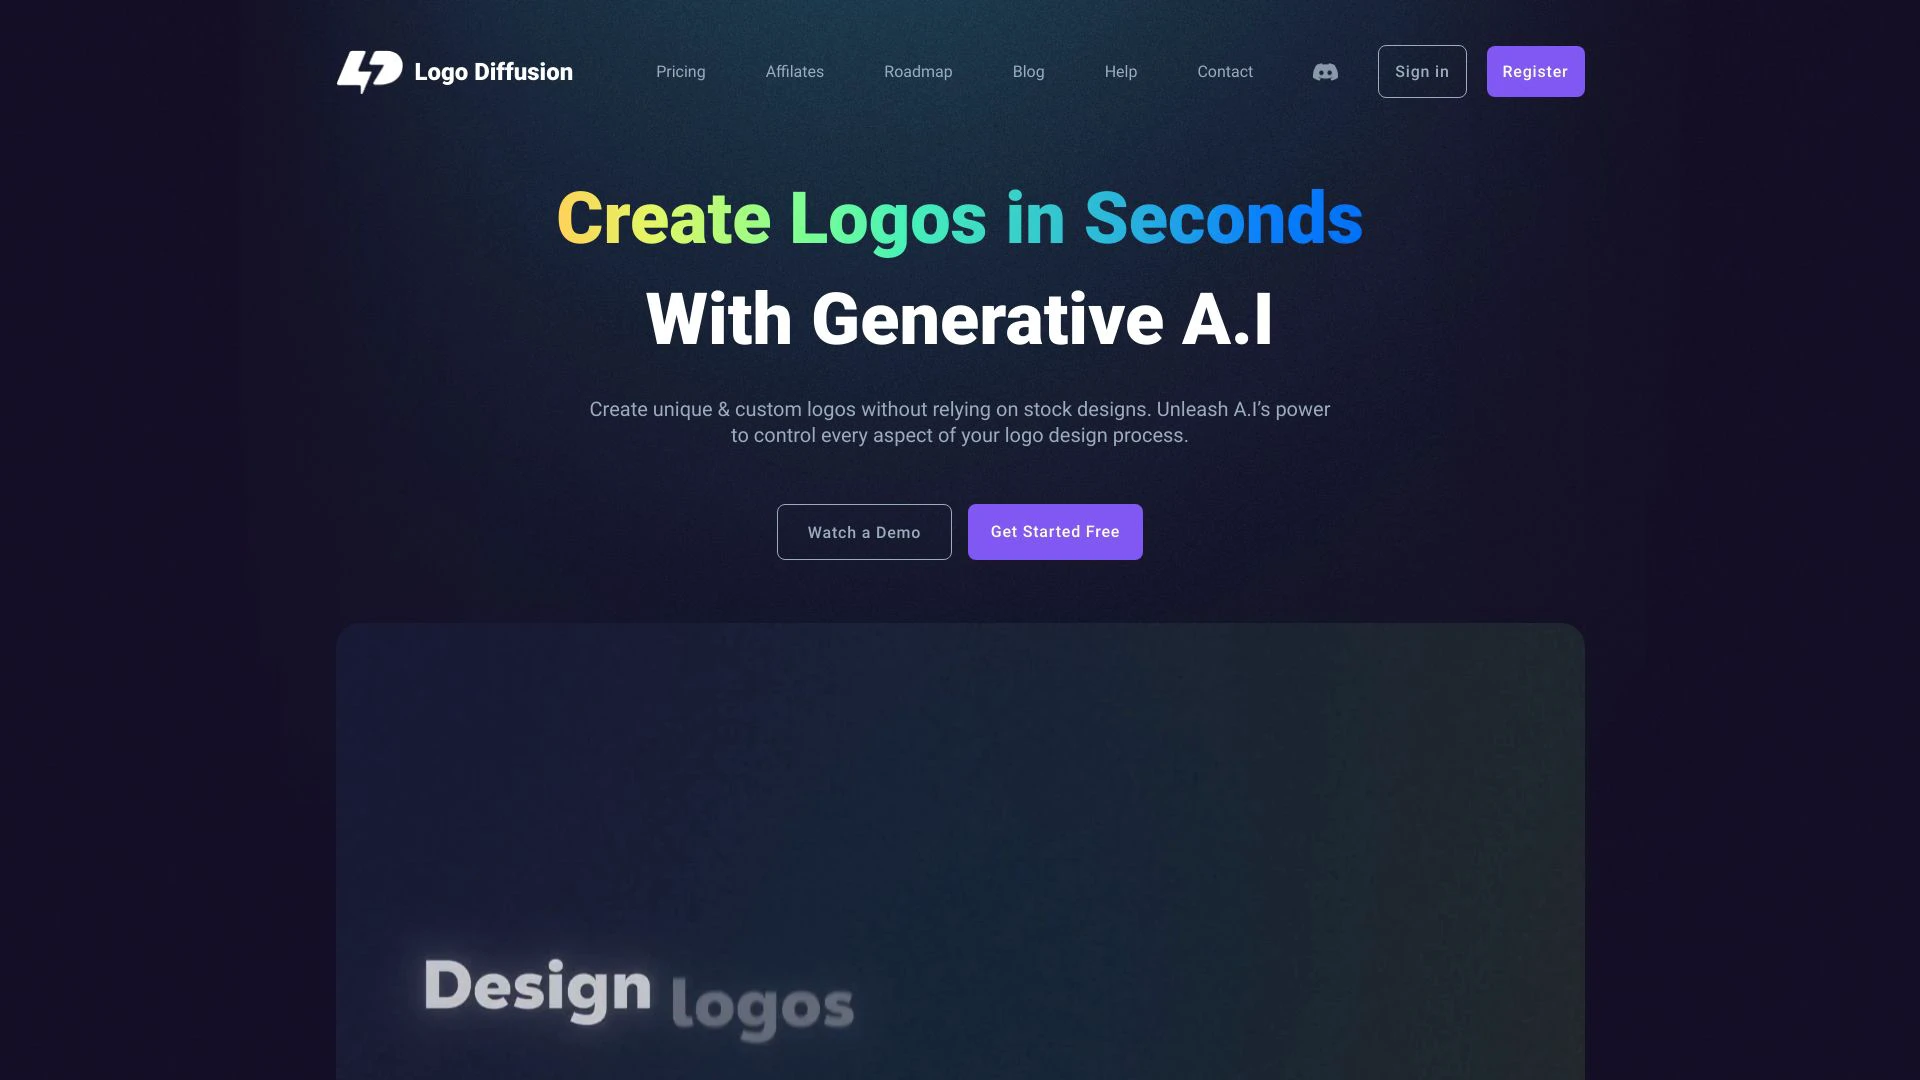 Logo Diffusion
Pricing
Affilates
Roadmap
Blog
Help
Contact
Sign in
Register
Create Logos in Seconds
With Generative A.I
Create unique & custom logos without relying on stock designs. Unleash A.I’s power
to control every aspect of your logo design process.
Watch a Demo
Get Started Free
Design logos